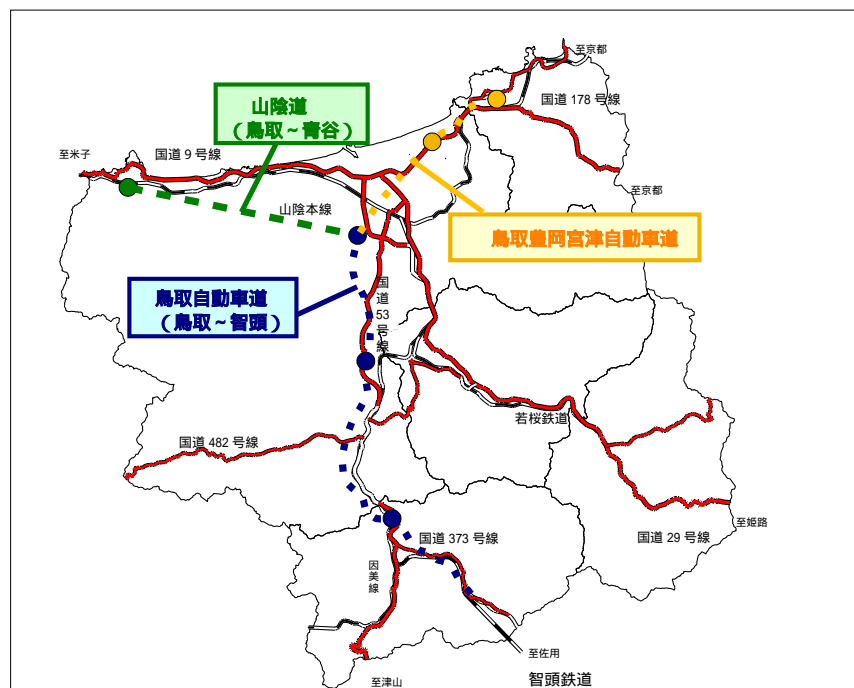 至京都
国道 178 号線
山陰道
（鳥取～青谷）
至米子
国道 9 号線
至京都
山陰本線
鳥取豊岡宮津自動車道
鳥取自動車道
（鳥取～智頭）
国道53号線
若桜鉄道
国道 482 号線
至姫路
国道 373 号線
国道 29 号線
因美線
至佐用
至津山
智頭鉄道